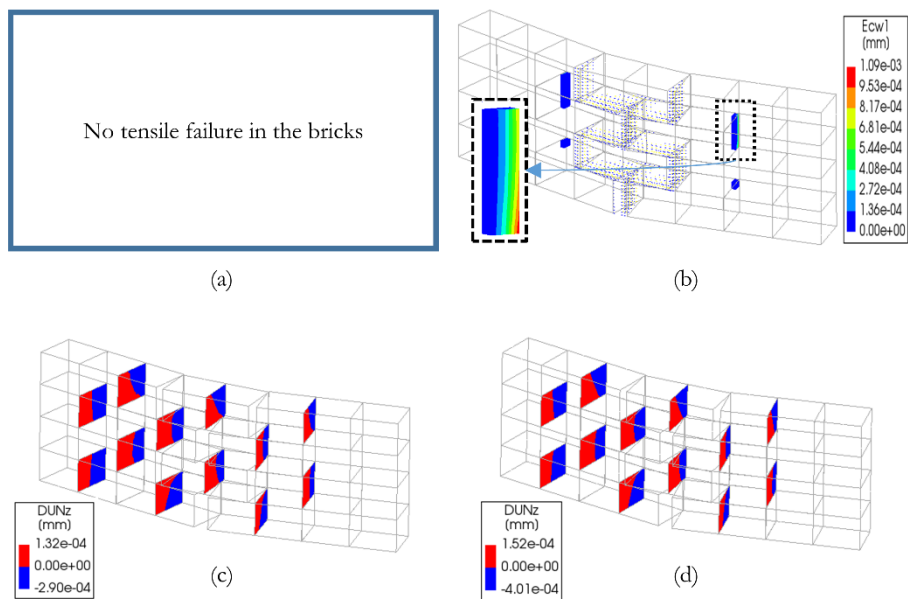 No tensile failure in the bricks
(a)
Ecw1
(mm)
1.09e-03
9.53e-04
8.17e-04
6.81e-04
5.44e-04
4.08e-04
2.72e-04
1.36e-04
0.00e+00
(b)
DUNz
(mm)
1.32e-04
0.00e+00
-2.90e-04
(c)
DUNz
(mm)
1.52e-04
0.00e+00
-4.01e-04
(d)